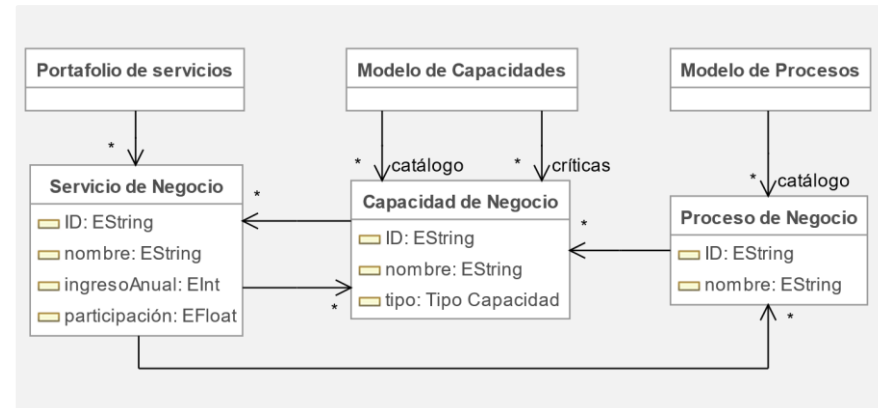 Portafolio de servicios
Modelo de Capacidades
Modelo de Procesos
*
* catálogo
* críticas
* catálogo
Servicio de Negocio
ID: EString
nombre: EString
ingresoAnual: EInt
participación: EFloat
*
*
Capacidad de Negocio
ID: EString
nombre: EString
tipo: Tipo Capacidad
*
Proceso de Negocio
ID: EString
nombre: EString
*